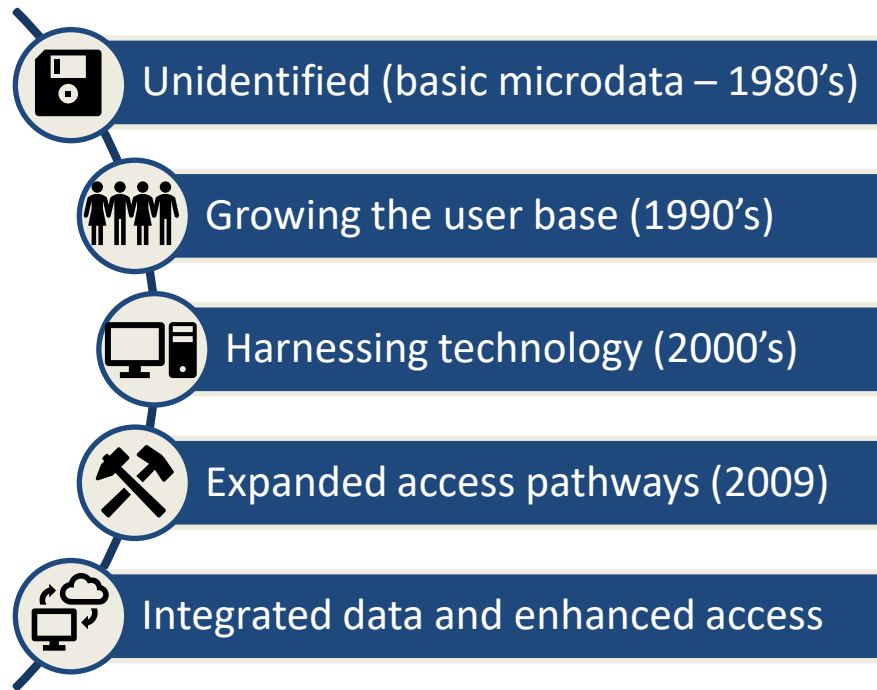 Unidentified (basic microdata – 1980’s)
Growing the user base (1990’s)
Harnessing technology (2000’s)
Expanded access pathways (2009)
Integrated data and enhanced access